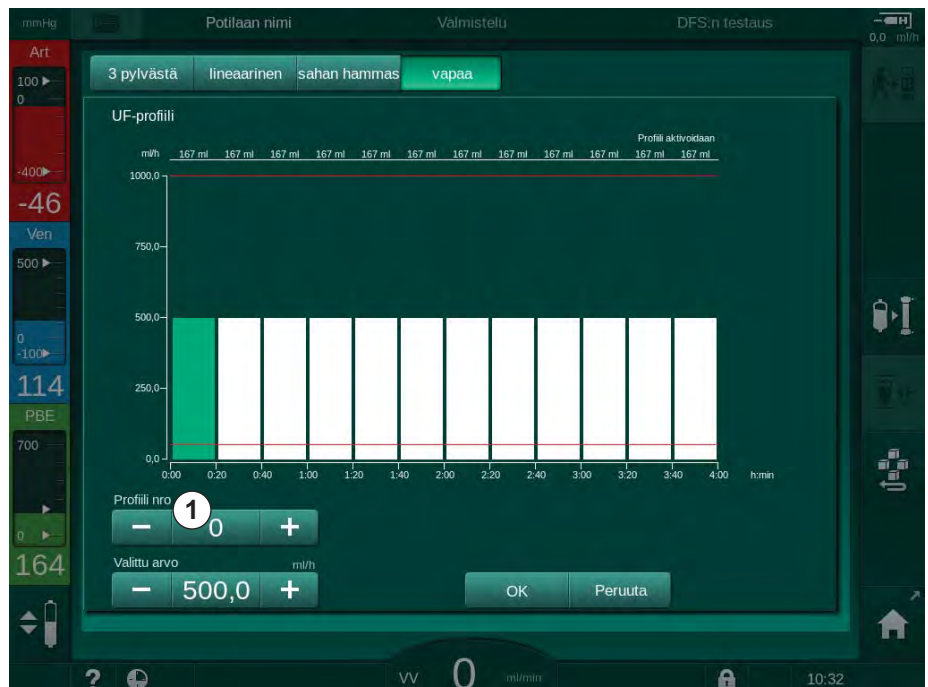 mmHg Potilaan nimi Valmistelu DFS:n testaus H
0,0 ml/h
Art
100
0
-400
-46
Ven
500
0
-100
114
PBE
700
0
164
3 pylvästä lineaarinen sahan hammas vapaa
UF-profiili
Profiili aktivoidaan
ml/h 167 ml 167 ml 167 ml 167 ml 167 ml 167 ml 167 ml 167 ml 167 ml 167 ml 167 ml 167 ml
1000,0
750,0
500,0
250,0
0,0
0:00 0:20 0:40 1:00 1:20 1:40 2:00 2:20 2:40 3:00 3:20 3:40 4:00 h:min
Profiili nro
1
− 0 +
Valittu arvo ml/h
− 500,0 +
OK Peruuta
? VV 0 ml/min 10:32